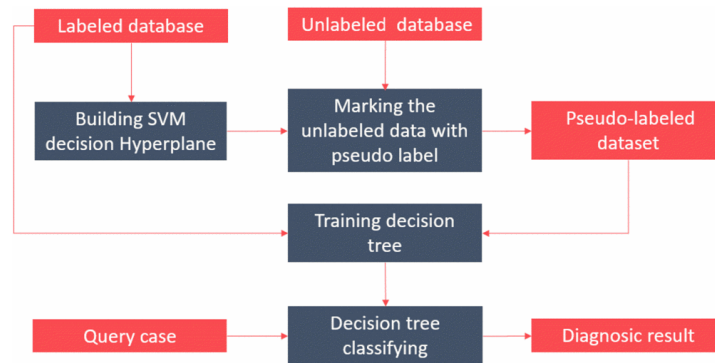 Labeled database
Unlabeled database
Building SVM
decision Hyperplane
Marking the
unlabeled data with
pseudo label
Pseudo-labeled
dataset
Training decision
tree
Query case
Decision tree
classifying
Diagnosic result